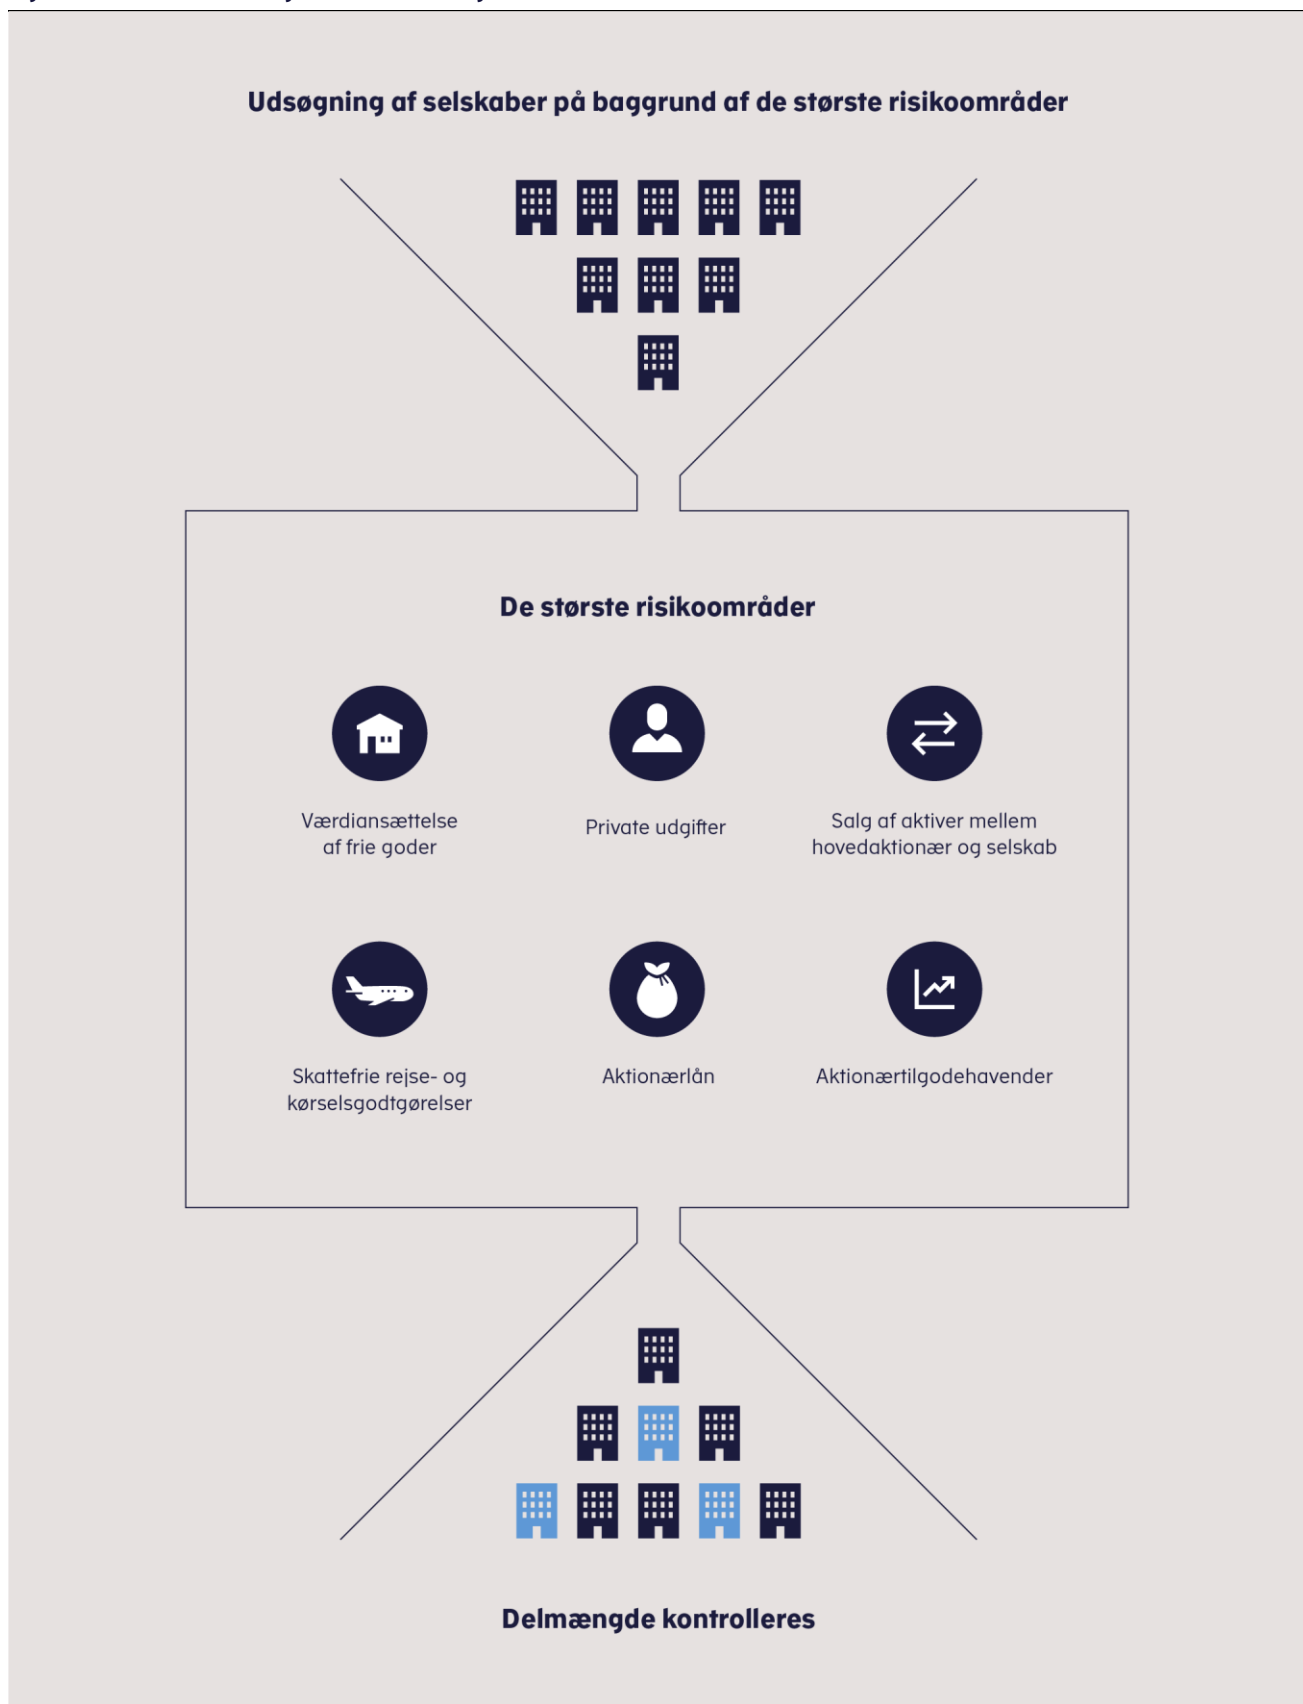 Udsøgning af selskaber på baggrund af de største risikoområder
De største risikoområder
Værdiansættelse
af frie goder
Private udgifter
Salg af aktiver mellem
hovedaktionær og selskab
Skattefrie rejse- og
kørselsgodtgørelser
Aktionærlån
Aktionærtilgodehavender
Delmængde kontrolleres